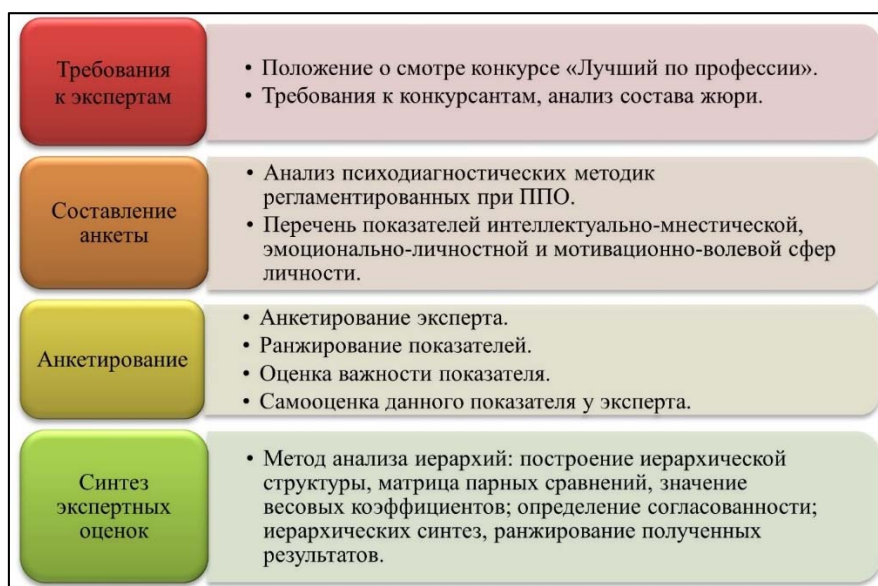 Требования
к экспертам
• Положение о смотре конкурсе «Лучший по профессии».
• Требования к конкурсантам, анализ состава жюри.
Составление
анкеты
• Анализ психодиагностических методик
регламентированных при ППО.
• Перечень показателей интеллектуально-мнестической,
эмоционально-личностной и мотивационно-волевой сфер
личности.
Анкетирование
• Анкетирование эксперта.
• Ранжирование показателей.
• Оценка важности показателя.
• Самооценка данного показателя у эксперта.
Синтез
экспертных
оценок
• Метод анализа иерархий: построение иерархической
структуры, матрица парных сравнений, значение
весовых коэффициентов; определение согласованности;
иерархических синтез, ранжирование полученных
результатов.